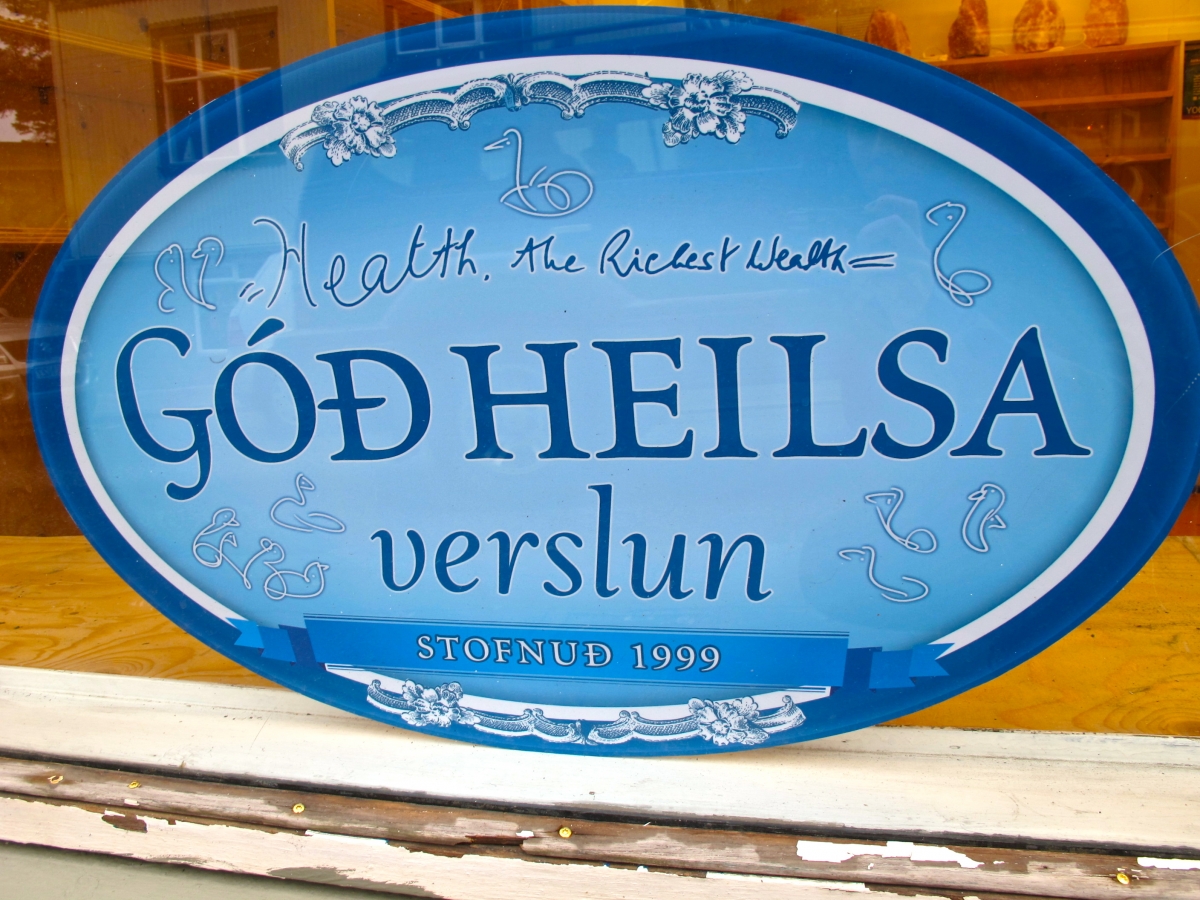 "Health, the Richest Wealth=
GÓÐ HEILSA
verslun
STOFNUÐ 1999